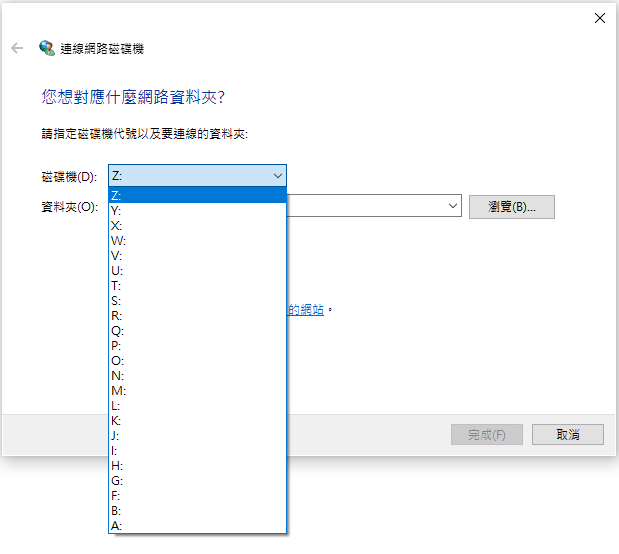 連線網路磁碟機
您想對應什麼網路資料夾?
請指定磁碟機代號以及要連線的資料夾:
磁碟機(D): Z:
Z:
資料夾(O): 瀏覽(B)...
Y:
X:
W:
V:
U:
T:
S:
的網站。
R:
Q:
P:
O:
N:
M:
L:
K:
J:
完成(F) 取消
I:
H:
G:
F:
B:
A: